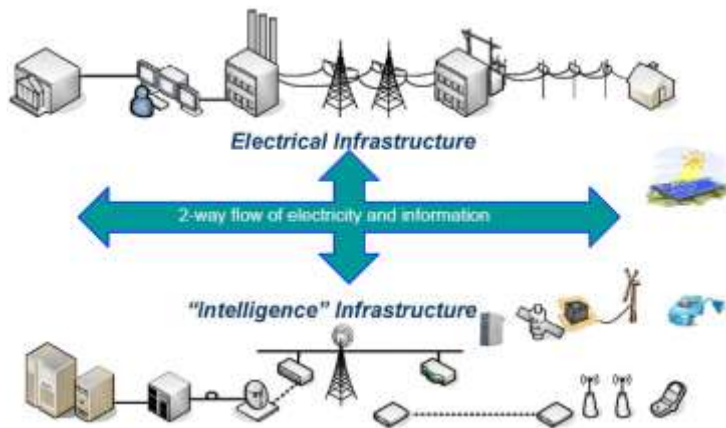 Electrical Infrastructure
2-way flow of electricity and information
"Intelligence" Infrastructure